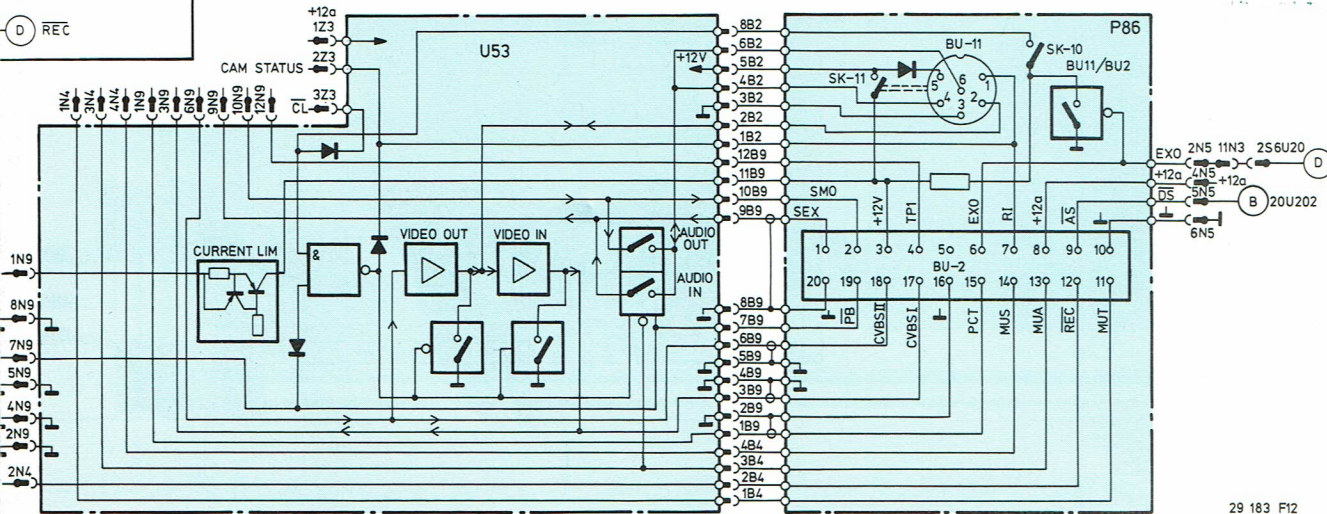 D REC
+12a
1Z3
2Z3
CAM STATUS
3Z3
CL
1N4 3N4 4N4 1N9 3N9 6N9 9N9 10N9 12N9
U53
+12V
8B2
6B2
5B2
4B2
3B2
2B2
1B2
12B9
11B9
10B9
9B9
8B9
7B9
6B9
5B9
4B9
3B9
2B9
1B9
4B4
3B4
2B4
1B4
1N9
8N9
7N9
5N9
4N9
2N9
2N4
CURRENT LIM
&
VIDEO OUT
VIDEO IN
AUDIO OUT
AUDIO IN
P86
BU-11
SK-10
BU11/BU2
SK-11
5 6 1
4 3 2
EXO 2N5 11N3 2S6U20 D
+12a 4N5 +12a
DS 5N5 B 20U202
6N5
SMO
SEX
+12V TP1 EXO RI +12a AS
1 2 3 4 5 6 7 8 9 10
BU-2
20 19 18 17 16 15 14 13 12 11
PB CVBSII CVBSI PCT MUS MUA REC MUT
29 183 F12